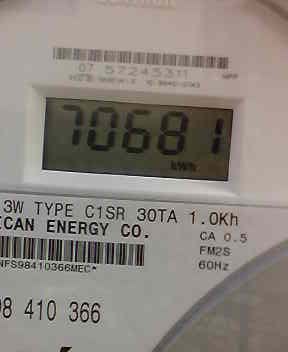 07 57245311
70681
kWh
3W TYPE C1SR 30TA 1.0Kh
ECAN ENERGY CO.
CA 0.5
FM2S
NFS98410366MEC*
60Hz
98 410 366